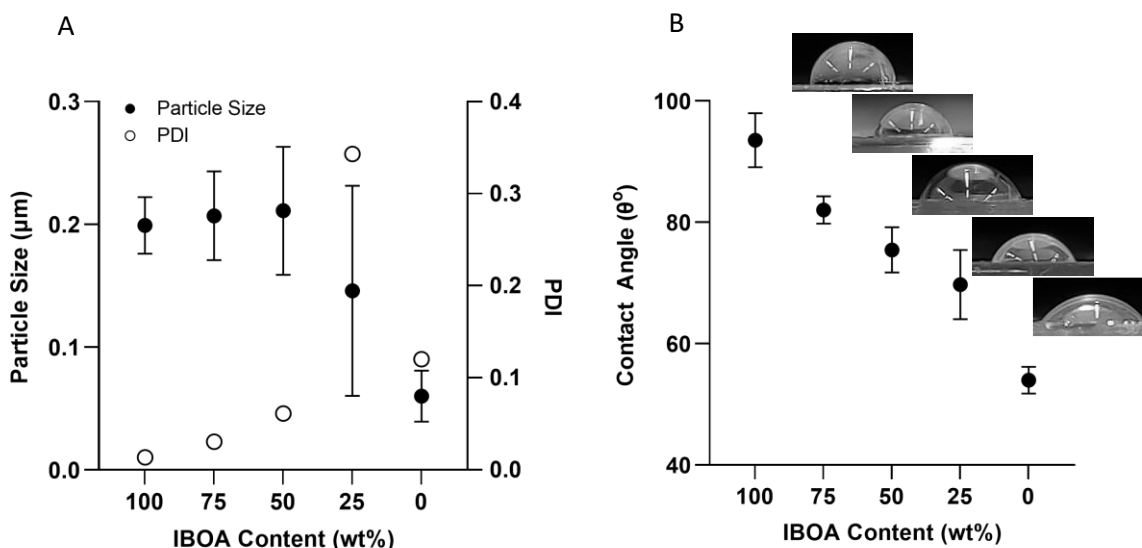 A
Particle Size
PDI
0.3
0.2
0.1
0.0
Particle Size (µm)
0.4
0.3
0.2
0.1
0.0
PDI
100 75 50 25 0
IBOA Content (wt%)
B
100
80
60
40
Contact Angle (θ°)
100 75 50 25 0
IBOA Content (wt%)